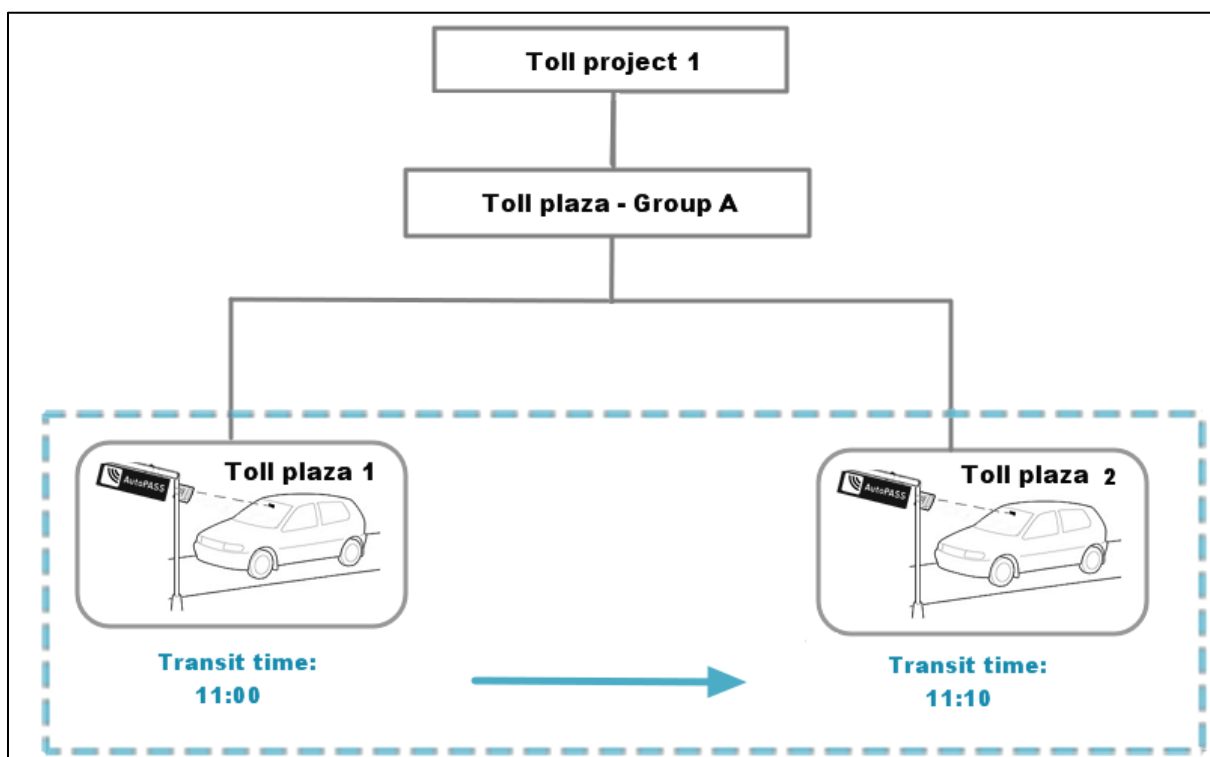 Toll project 1
Toll plaza - Group A
Toll plaza 1
AutoPASS
Toll plaza 2
AutoPASS
Transit time:
11:00
Transit time:
11:10